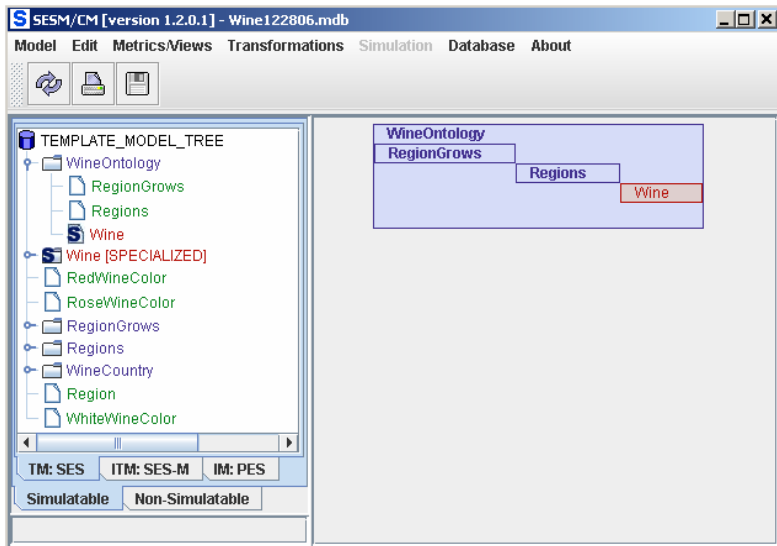 S SESM/CM [version 1.2.0.1] - Wine122806.mdb
Model Edit Metrics/Views Transformations Simulation Database About
TEMPLATE_MODEL_TREE
WineOntology
RegionGrows
Regions
S Wine
S Wine [SPECIALIZED]
RedWineColor
RoseWineColor
RegionGrows
Regions
WineCountry
Region
WhiteWineColor
TM: SES ITM: SES-M IM: PES
Simulatable Non-Simulatable
WineOntology
RegionGrows
Regions
Wine